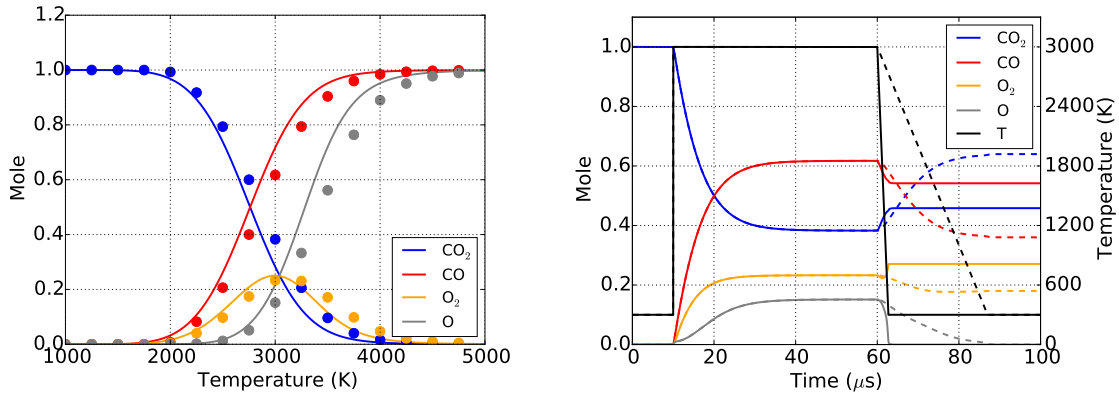 1.2
1.0
0.8
0.6
0.4
0.2
0.0
Mole
1000
2000
3000
4000
5000
Temperature (K)
CO₂
CO
O₂
O
1.0
0.8
0.6
0.4
0.2
0.0
Mole
0
20
40
60
80
100
Time (μs)
3000
2400
1800
1200
600
0
Temperature (K)
CO₂
CO
O₂
O
T